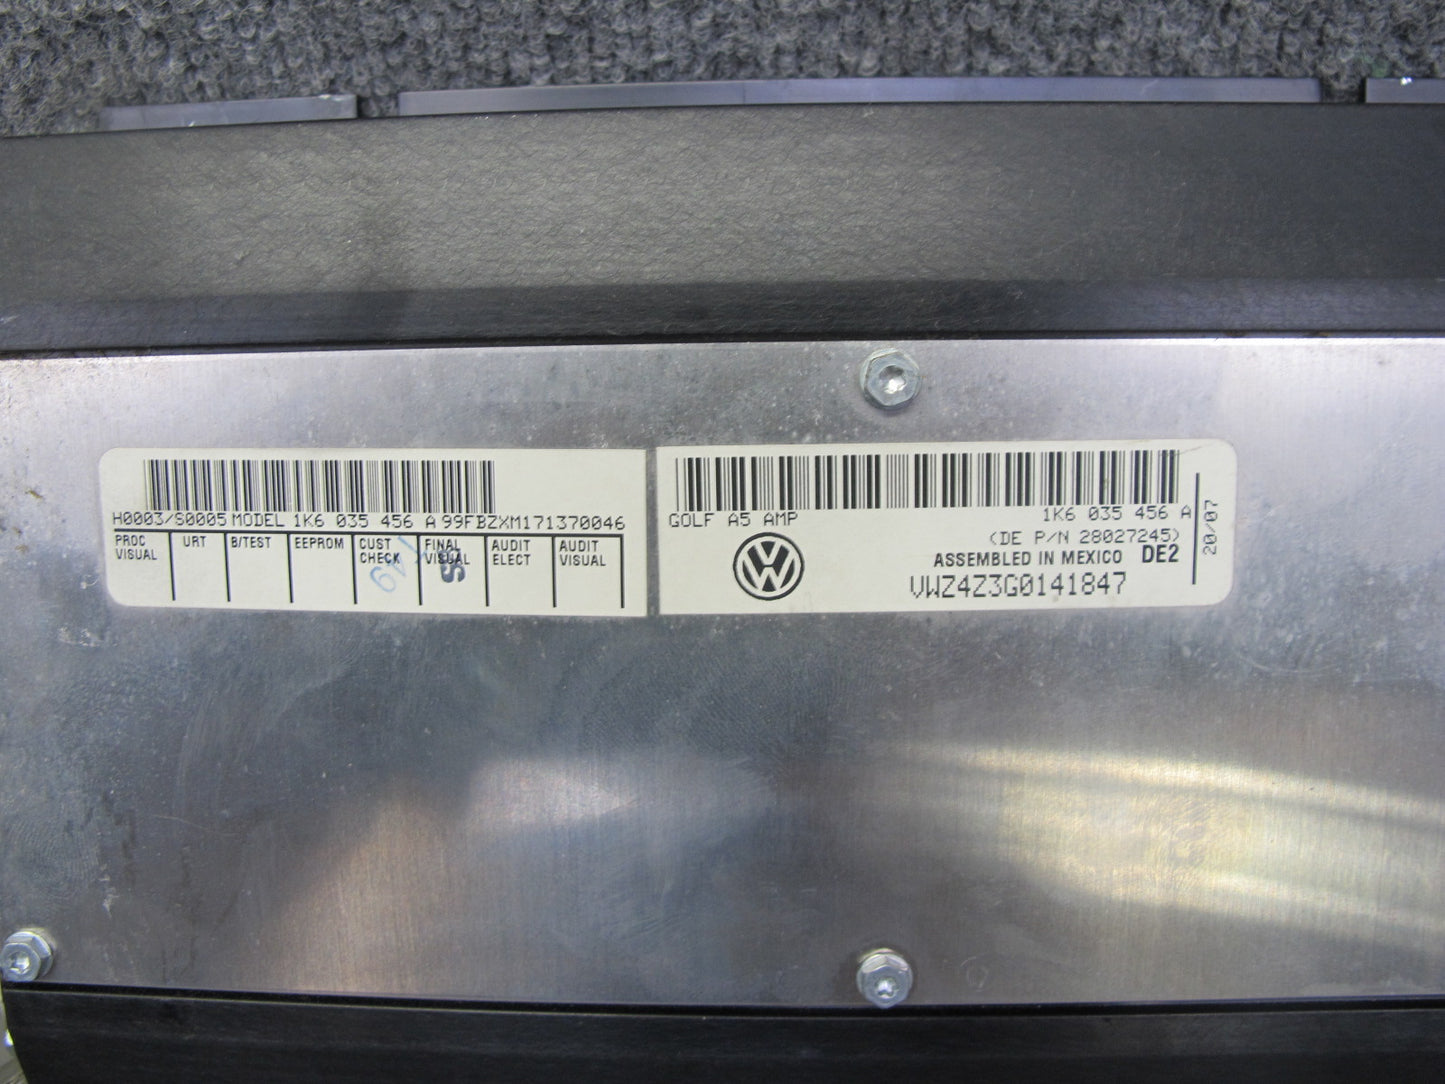 H0003/S0005 MODEL 1K6 035 456 A 99FBZXM171370046
PROC VISUAL
URT
B/TEST
EEPROM
CUST CHECK
FINAL VISUAL
AUDIT ELECT
AUDIT VISUAL
GOLF A5 AMP
1K6 035 456 A
(DE P/N 28027245)
ASSEMBLED IN MEXICO DE2
VWZ4Z3G0141847
20/07